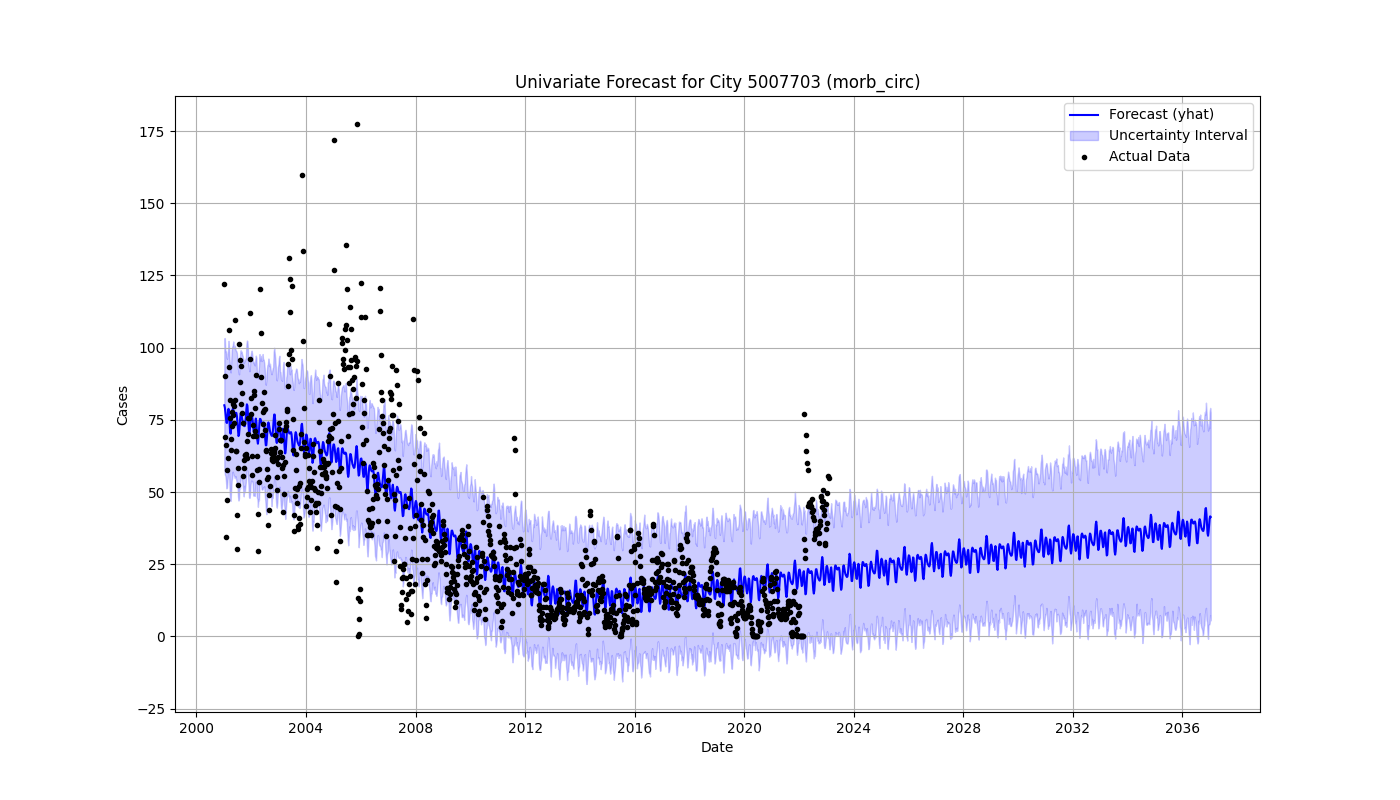 Univariate Forecast for City 5007703 (morb_circ)
Forecast (yhat)
Uncertainty Interval
Actual Data
175
150
125
100
75
50
25
0
−25
Cases
2000 2004 2008 2012 2016 2020 2024 2028 2032 2036
Date